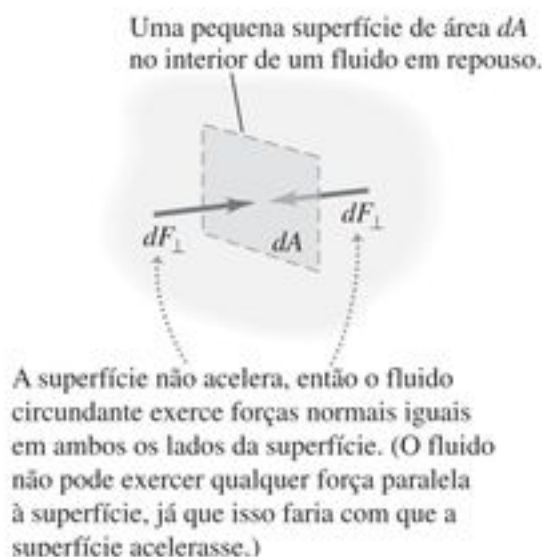 Uma pequena superfície de área dA
no interior de um fluido em repouso.
dF⊥
dF⊥
dA
A superfície não acelera, então o fluido
circundante exerce forças normais iguais
em ambos os lados da superfície. (O fluido
não pode exercer qualquer força paralela
à superfície, já que isso faria com que a
superfície acelerasse.)